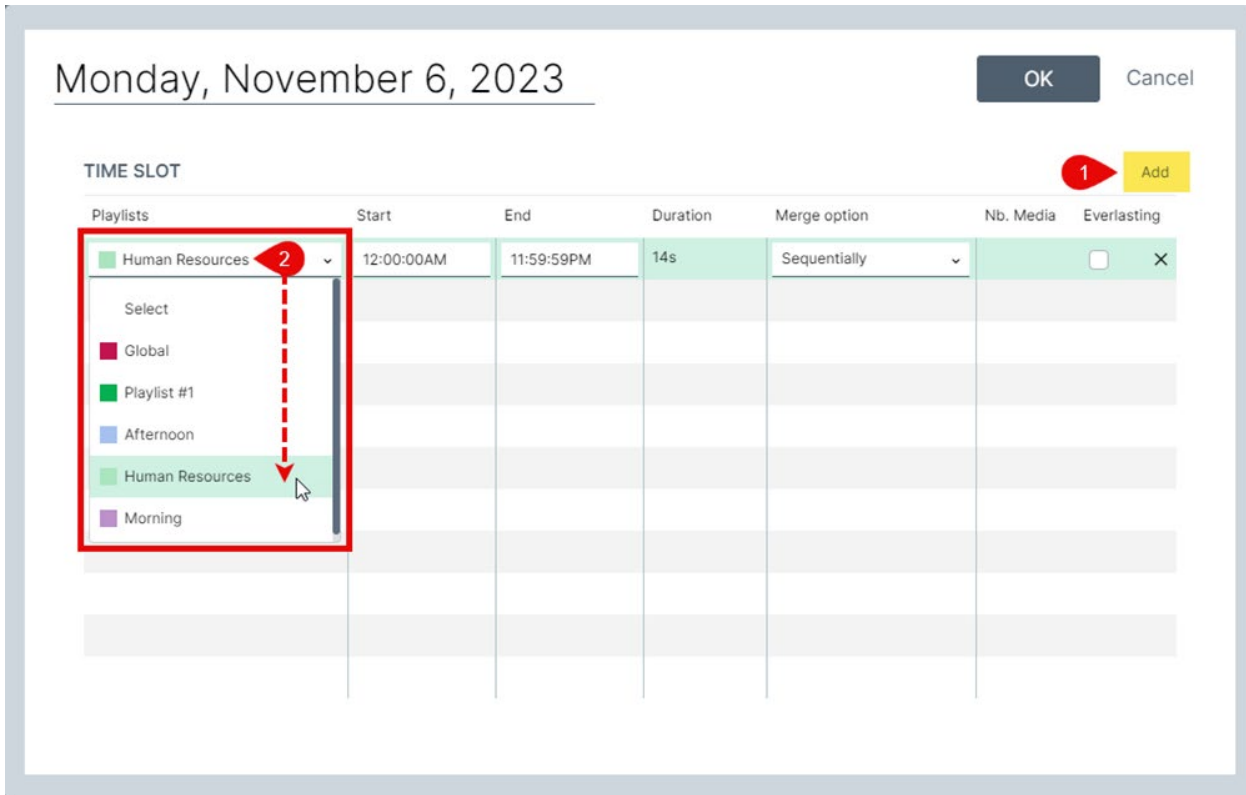 Monday, November 6, 2023 OK Cancel
TIME SLOT 1 Add
Playlists Start End Duration Merge option Nb. Media Everlasting
Human Resources 2 12:00:00AM 11:59:59PM 14s Sequentially
Select
Global
Playlist #1
Afternoon
Human Resources
Morning